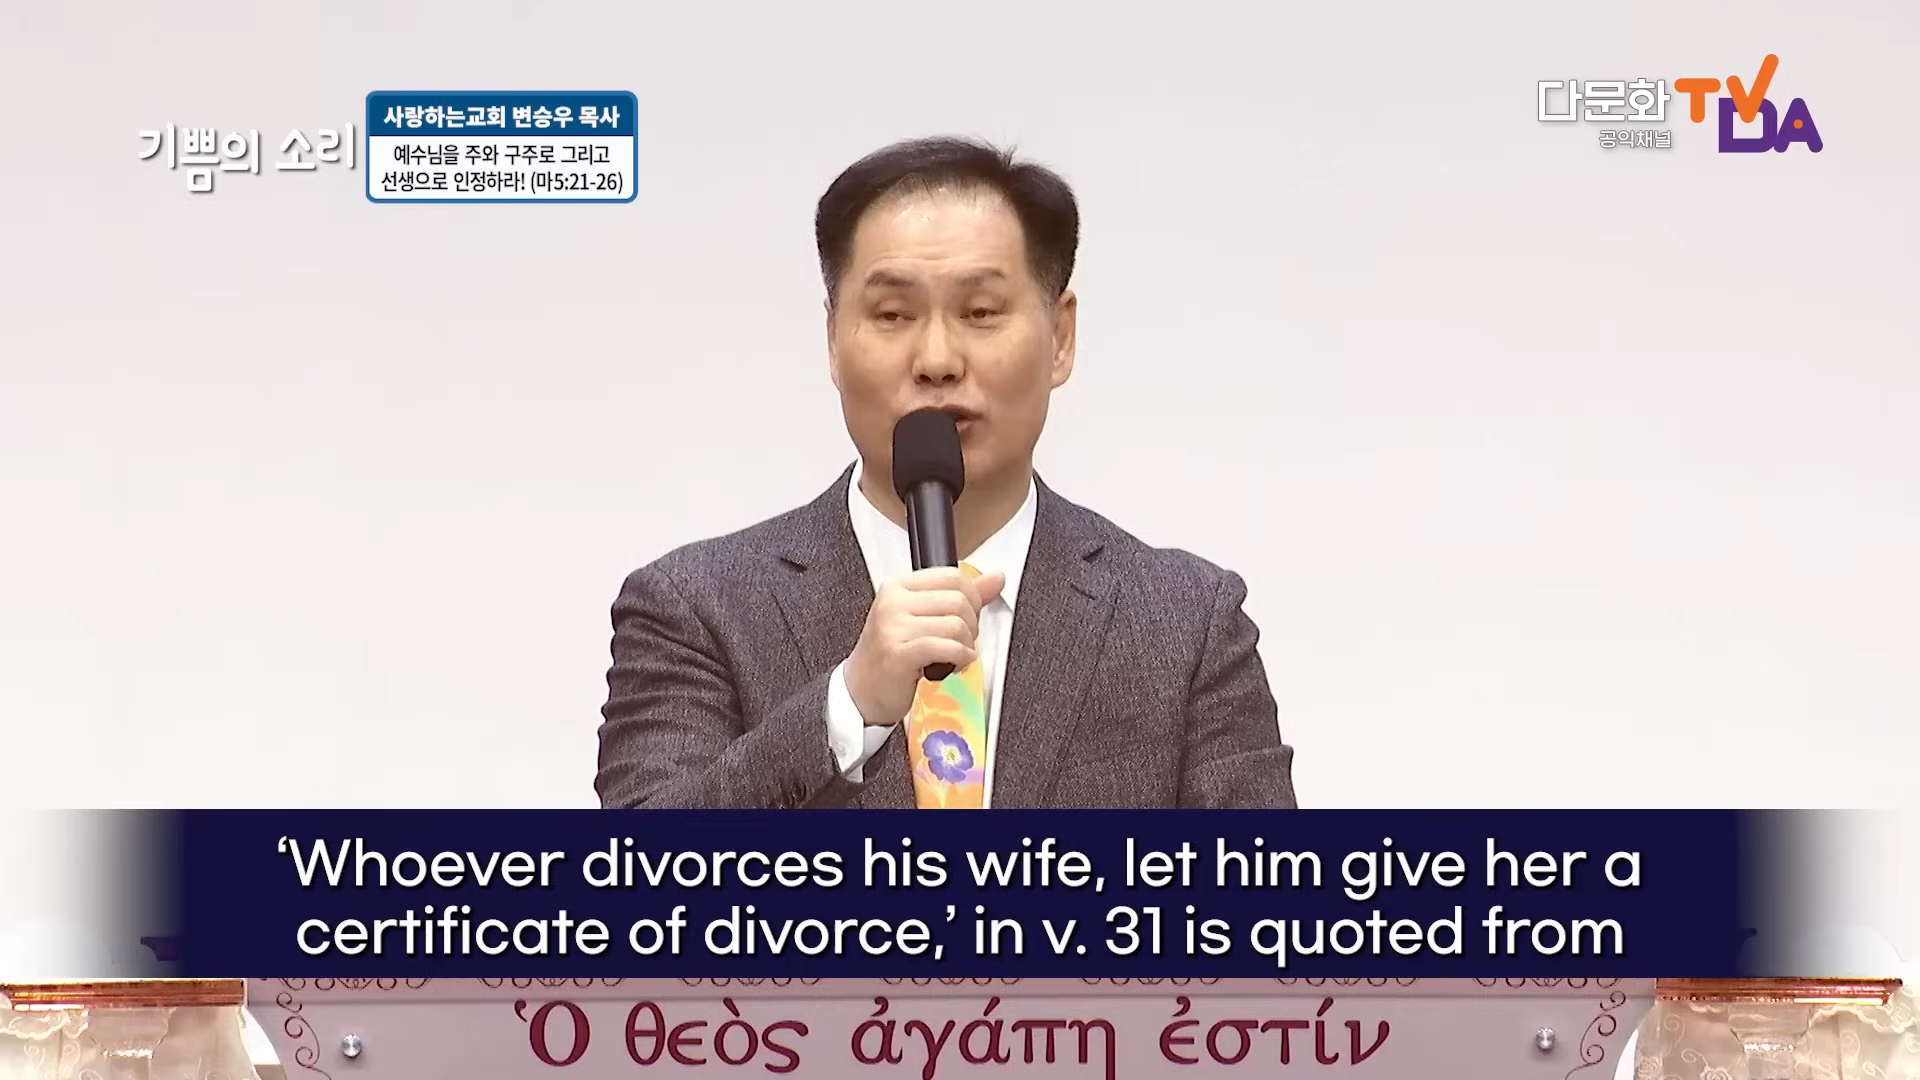 기쁨의 소리
사랑하는교회 변승우 목사
예수님을 주와 구주로 그리고
선생으로 인정하라! (마5:21-26)
다문화 TV
공익채널 DA
‘Whoever divorces his wife, let him give her a
certificate of divorce,’ in v. 31 is quoted from
Ὁ θεὸς ἀγάπη ἐστίν